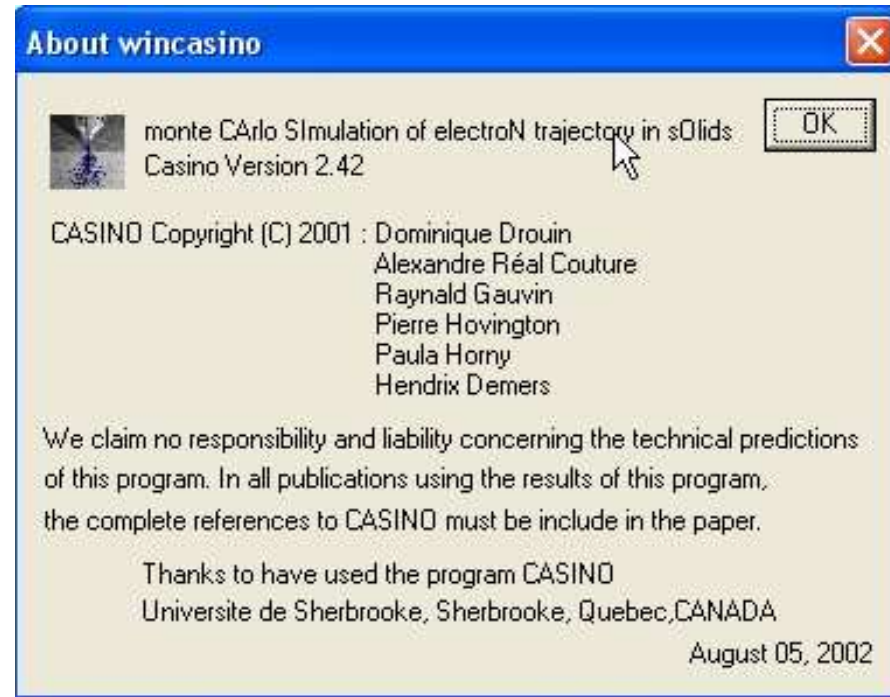 About wincasino
monte CArlo SImulation of electroN trajectory in sOlids
OK
Casino Version 2.42
CASINO Copyright (C) 2001 : Dominique Drouin
Alexandre Réal Couture
Raynald Gauvin
Pierre Hovington
Paula Horny
Hendrix Demers
We claim no responsibility and liability concerning the technical predictions
of this program. In all publications using the results of this program,
the complete references to CASINO must be include in the paper.
Thanks to have used the program CASINO
Universite de Sherbrooke, Sherbrooke, Quebec,CANADA
August 05, 2002